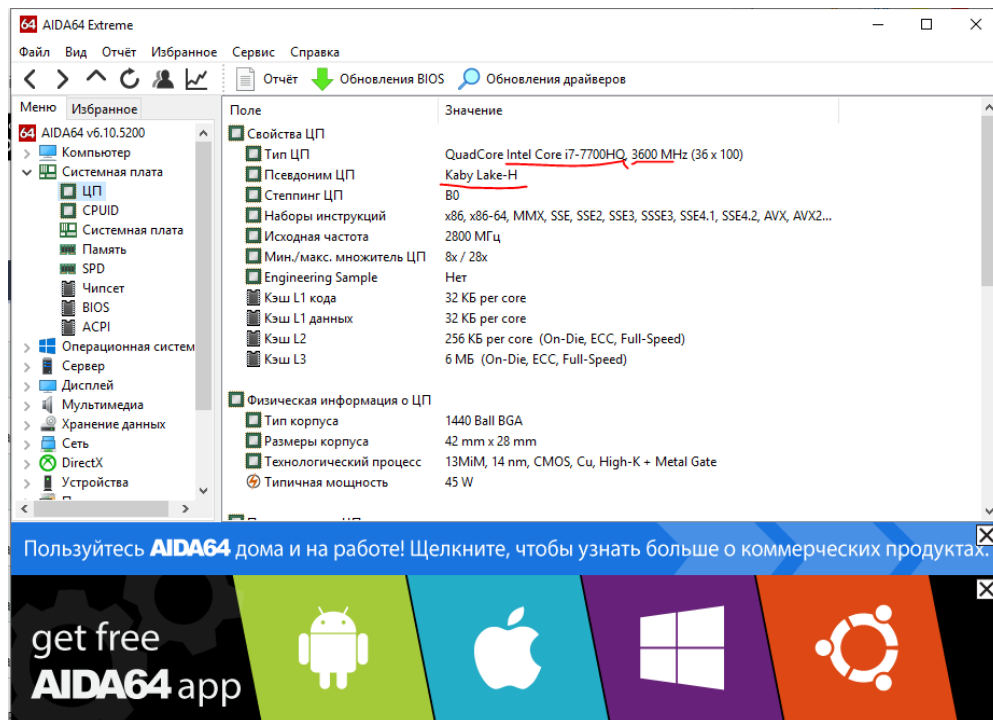 64 AIDA64 Extreme
Файл Вид Отчёт Избранное Сервис Справка
Отчёт Обновления BIOS Обновления драйверов
Меню Избранное
64 AIDA64 v6.10.5200
Компьютер
Системная плата
ЦП
CPUID
Системная плата
Память
SPD
Чипсет
BIOS
ACPI
Операционная систем
Сервер
Дисплей
Мультимедиа
Хранение данных
Сеть
DirectX
Устройства
Поле Значение
Свойства ЦП
Тип ЦП QuadCore Intel Core i7-7700HQ, 3600 MHz (36 x 100)
Псевдоним ЦП Kaby Lake-H
Степпинг ЦП B0
Наборы инструкций x86, x86-64, MMX, SSE, SSE2, SSE3, SSSE3, SSE4.1, SSE4.2, AVX, AVX2...
Исходная частота 2800 МГц
Мин./макс. множитель ЦП 8x / 28x
Engineering Sample Нет
Кэш L1 кода 32 КБ per core
Кэш L1 данных 32 КБ per core
Кэш L2 256 КБ per core (On-Die, ECC, Full-Speed)
Кэш L3 6 МБ (On-Die, ECC, Full-Speed)
Физическая информация о ЦП
Тип корпуса 1440 Ball BGA
Размеры корпуса 42 mm x 28 mm
Технологический процесс 13MiM, 14 nm, CMOS, Cu, High-K + Metal Gate
Типичная мощность 45 W
Пользуйтесь AIDA64 дома и на работе! Щелкните, чтобы узнать больше о коммерческих продуктах.
get free
AIDA64 app